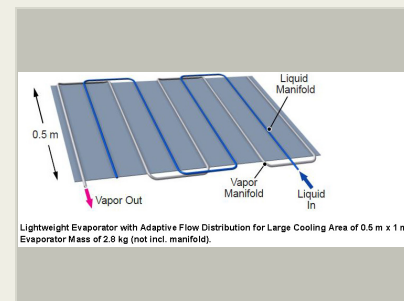 Liquid
Manifold
0.5 m
Vapor
Manifold
Vapor Out
Liquid
In
Lightweight Evaporator with Adaptive Flow Distribution for Large Cooling Area of 0.5 m x 1
Evaporator Mass of 2.8 kg (not incl. manifold).